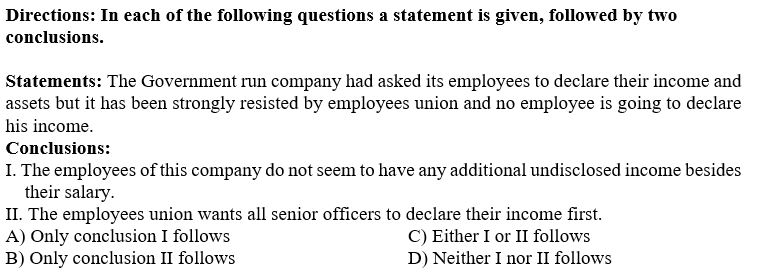 Directions: In each of the following questions a statement is given, followed by two
conclusions.
Statements: The Government run company had asked its employees to declare their income and
assets but it has been strongly resisted by employees union and no employee is going to declare
his income.
Conclusions:
I. The employees of this company do not seem to have any additional undisclosed income besides
their salary.
II. The employees union wants all senior officers to declare their income first.
A) Only conclusion I follows C) Either I or II follows
B) Only conclusion II follows D) Neither I nor II follows